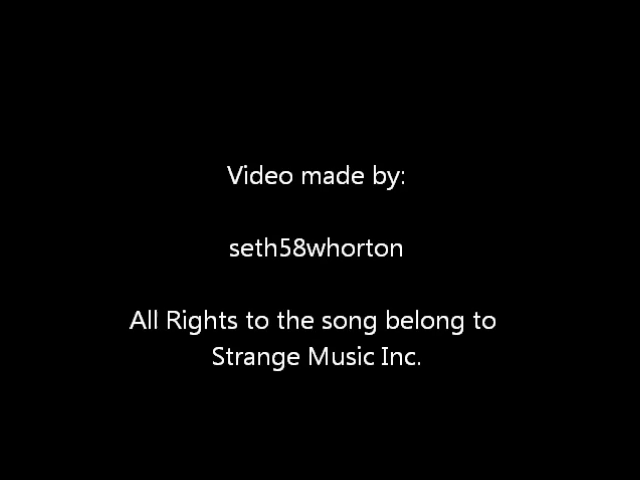 Video made by:
seth58whorton
All Rights to the song belong to
Strange Music Inc.